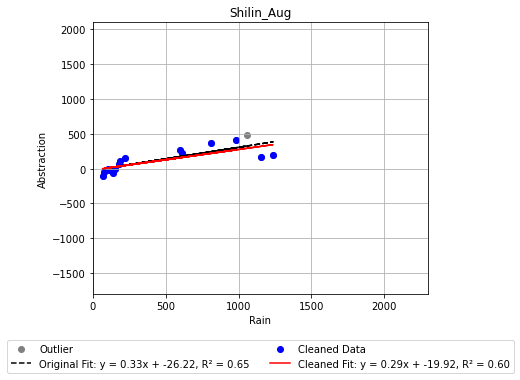 Shilin_Aug
2000
1500
1000
500
0
−500
−1000
−1500
Abstraction
0 500 1000 1500 2000
Rain
Outlier Cleaned Data
Original Fit: y = 0.33x + -26.22, R² = 0.65 Cleaned Fit: y = 0.29x + -19.92, R² = 0.60